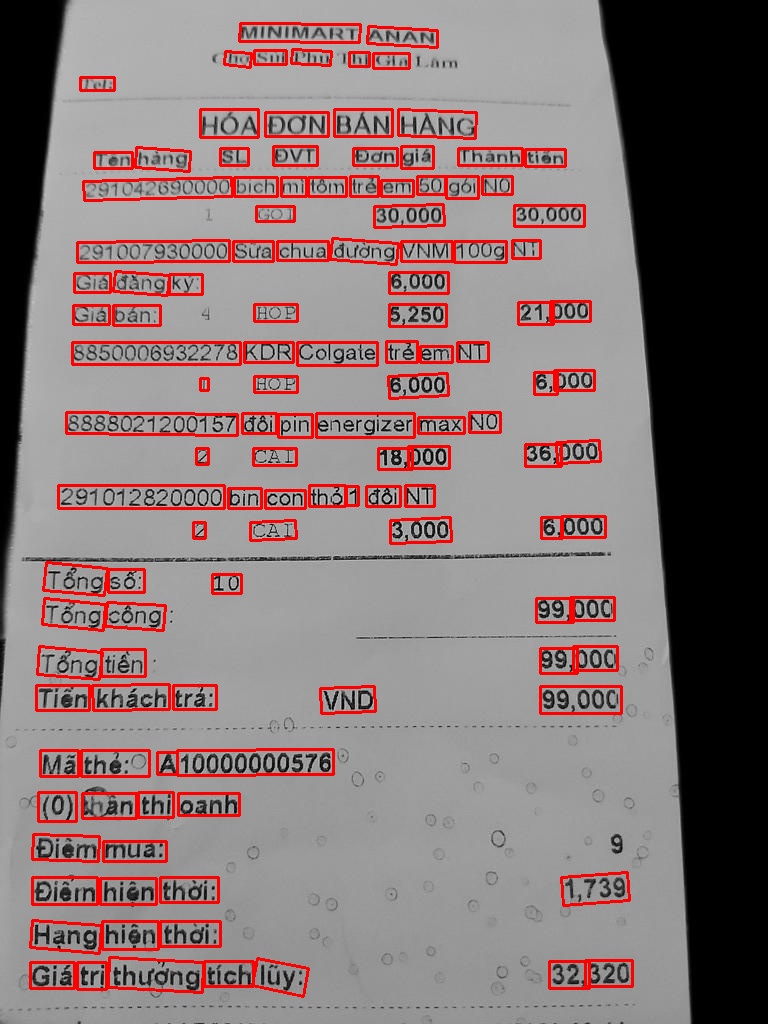 MINIMART ANAN
Chợ Sủi Phú Thị Gia Lâm
Tel:
HÓA ĐƠN BÁN HÀNG
Tên hàng SL ĐVT Đơn giá Thành tiền
291042690000 bich mì tôm trẻ em 50 gói N0
1 GOI 30,000 30,000
291007930000 Sữa chua đường VNM 100g NT
Giá đăng ký: 6,000
Giá bán: 4 HOP 5,250 21,000
8850006932278 KDR Colgate trẻ em NT
1 HOP 6,000 6,000
8888021200157 đôi pin energizer max N0
2 CAI 18,000 36,000
291012820000 bin con thỏ 1 đôi NT
2 CAI 3,000 6,000
Tổng số: 10
Tổng cộng : 99,000
Tổng tiền : 99,000
Tiền khách trả: VND 99,000
Mã thẻ: A10000000576
(0) thị oanh
Điểm mua: 9
Điểm hiện thời: 1,739
Hạng hiện thời:
Giá trị thưởng tích lũy: 32,320